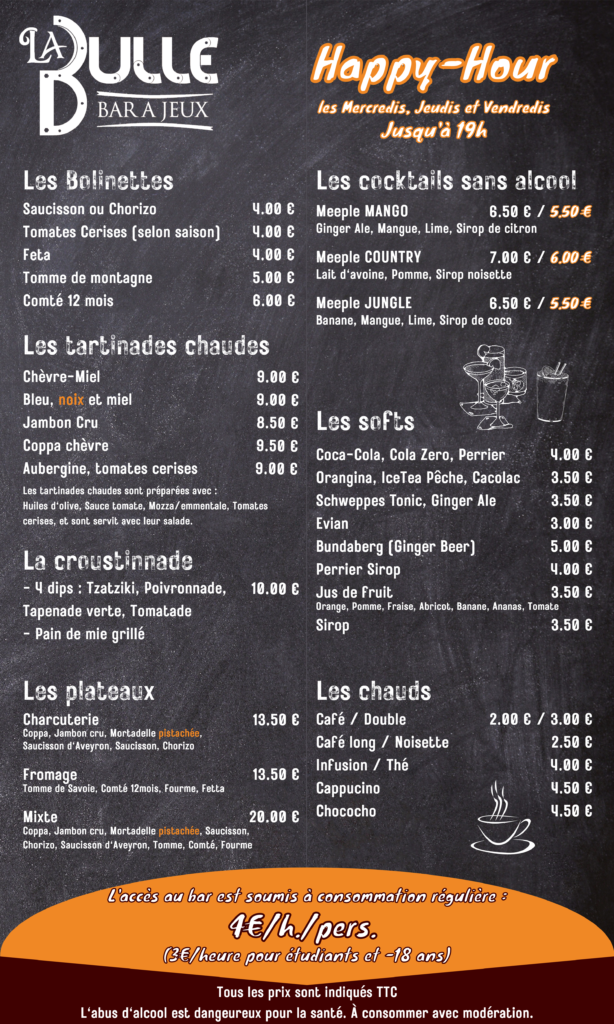 LA BULLE
BAR A JEUX
Happy-Hour
les Mercredis, Jeudis et Vendredis
Jusqu'à 19h
Les Bolinettes
Saucisson ou Chorizo 4.00 €
Tomates Cerises (selon saison) 4.00 €
Feta 4.00 €
Tomme de montagne 5.00 €
Comté 12 mois 6.00 €
Les tartinades chaudes
Chèvre-Miel 9.00 €
Bleu, noix et miel 9.00 €
Jambon Cru 8.50 €
Coppa chèvre 9.50 €
Aubergine, tomates cerises 9.00 €
Les tartinades chaudes sont préparées avec :
Huiles d'olive, Sauce tomate, Mozza/emmentale, Tomates
cerises, et sont servit avec leur salade.
La croustinnade
- 4 dips : Tzatziki, Poivronnade, 10.00 €
Tapenade verte, Tomatade
- Pain de mie grillé
Les plateaux
Charcuterie 13.50 €
Coppa, Jambon cru, Mortadelle pistachée,
Saucisson d'Aveyron, Saucisson, Chorizo
Fromage 13.50 €
Tomme de Savoie, Comté 12mois, Fourme, Fetta
Mixte 20.00 €
Coppa, Jambon cru, Mortadelle pistachée, Saucisson,
Chorizo, Saucisson d'Aveyron, Tomme, Comté, Fourme
Les cocktails sans alcool
Meeple MANGO 6.50 € / 5.50 €
Ginger Ale, Mangue, Lime, Sirop de citron
Meeple COUNTRY 7.00 € / 6.00 €
Lait d'avoine, Pomme, Sirop noisette
Meeple JUNGLE 6.50 € / 5.50 €
Banane, Mangue, Lime, Sirop de coco
Les softs
Coca-Cola, Cola Zero, Perrier 4.00 €
Orangina, IceTea Pêche, Cacolac 3.50 €
Schweppes Tonic, Ginger Ale 3.50 €
Evian 3.00 €
Bundaberg (Ginger Beer) 5.00 €
Perrier Sirop 4.00 €
Jus de fruit 3.50 €
Orange, Pomme, Fraise, Abricot, Banane, Ananas, Tomate
Sirop 3.50 €
Les chauds
Café / Double 2.00 € / 3.00 €
Café long / Noisette 2.50 €
Infusion / Thé 4.00 €
Cappucino 4.50 €
Chococho 4.50 €
L'accès au bar est soumis à consommation régulière :
4€/h./pers.
(3€/heure pour étudiants et -18 ans)
Tous les prix sont indiqués TTC
L'abus d'alcool est dangeureux pour la santé. À consommer avec modération.